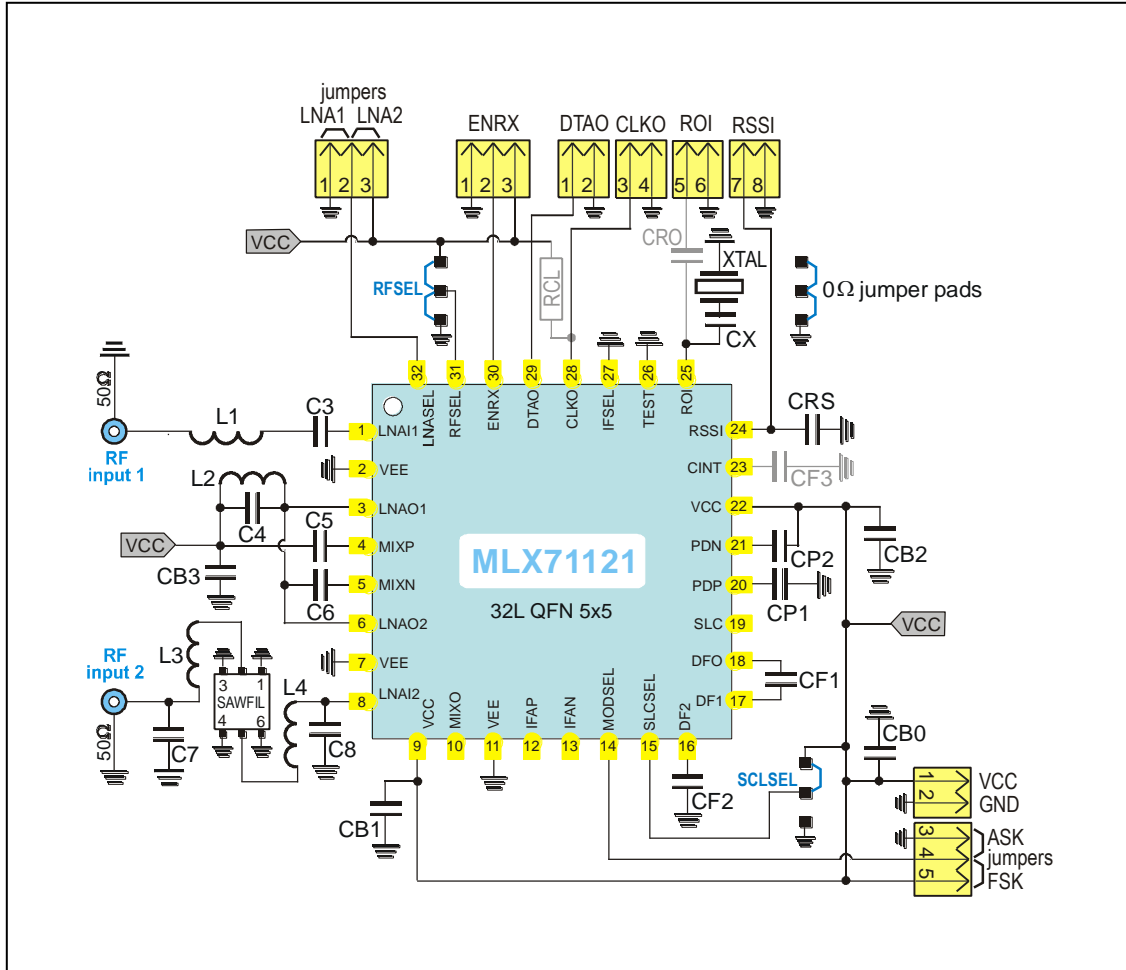 jumpers
LNA1 LNA2
ENRX
DTAO
CLKO
ROI
RSSI
1 2 3
1 2 3
1 2
3 4
5 6
7 8
VCC
RFSEL
RCL
CRO
XTAL
CX
0Ω jumper pads
32 31 30 29 28 27 26 25
LNASEL
RFSEL
ENRX
DTAO
CLKO
IFSEL
TEST
ROI
50Ω
RF
input 1
L1
C3
1 LNAI1
2 VEE
L2
C4
3 LNAO1
VCC
C5
4 MIXP
CB3
C6
5 MIXN
6 LNAO2
7 VEE
RF
input 2
50Ω
L3
C7
3 1
SAWFIL
4 6
L4
C8
8 LNAI2
MLX71121
32L QFN 5x5
RSSI 24
CRS
CINT 23
CF3
VCC 22
CB2
PDN 21
CP2
PDP 20
CP1
SLC 19
VCC
DFO 18
CF1
DF1 17
VCC
MIXO
VEE
IFAP
IFAN
MODSEL
SLCSEL
DF2
9 10 11 12 13 14 15 16
CB1
CF2
SCLSEL
CB0
1 VCC
2 GND
3 ASK
4 jumpers
5 FSK